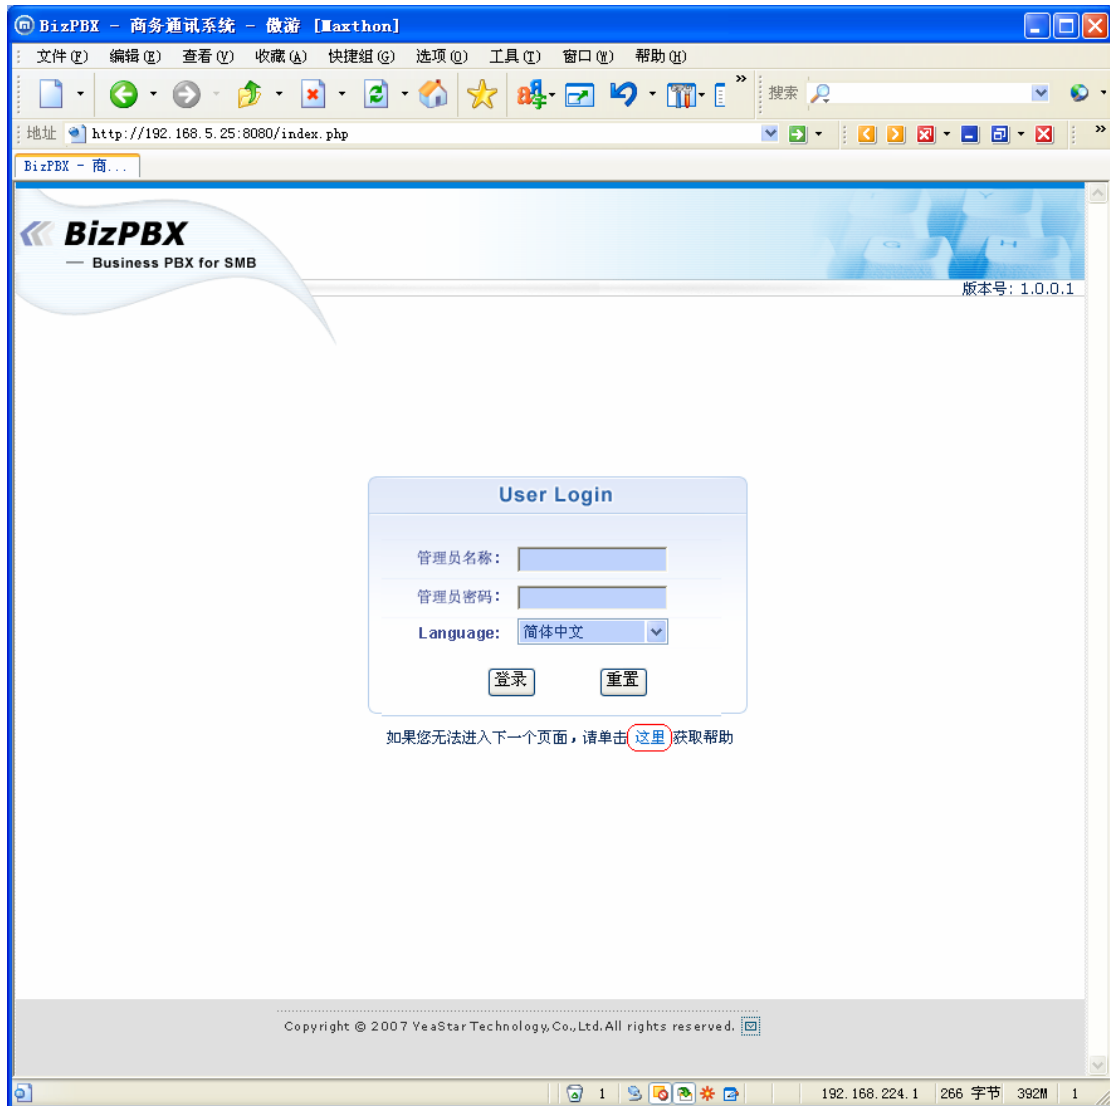 BizPBX - 商务通讯系统 - 傲游 [Maxthon]
文件(F) 编辑(E) 查看(V) 收藏(A) 快捷组(G) 选项(O) 工具(T) 窗口(W) 帮助(H)
搜索
地址 http://192.168.5.25:8080/index.php
BizPBX - 商...
BizPBX
— Business PBX for SMB
版本号: 1.0.0.1
User Login
管理员名称:
管理员密码:
Language: 简体中文
登录 重置
如果您无法进入下一个页面，请单击 这里 获取帮助
Copyright © 2007 YeaStar Technology,Co.,Ltd.All rights reserved.
1 192.168.224.1 266 字节 392M 1